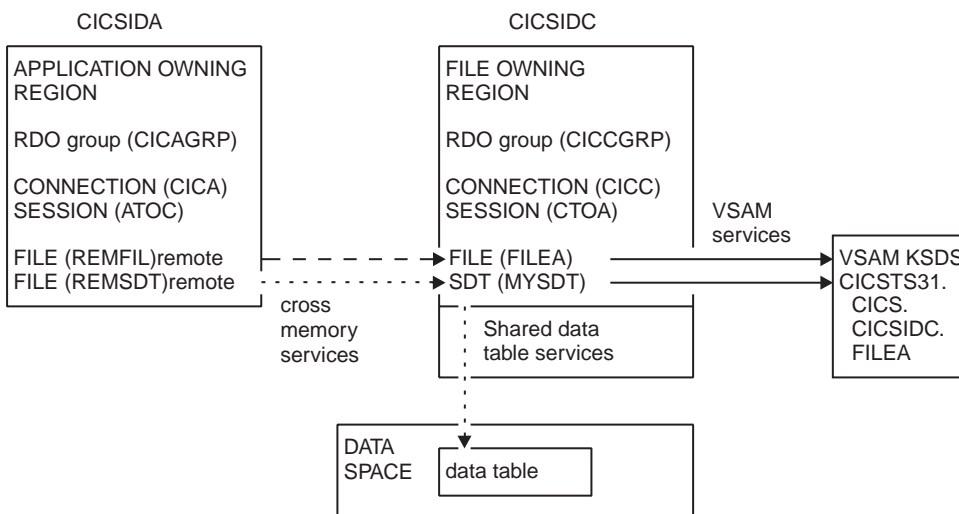 CICSIDA
CICSIDC
APPLICATION OWNING
REGION
RDO group (CICAGRP)
CONNECTION (CICA)
SESSION (ATOC)
FILE (REMFIL)remote
FILE (REMSDT)remote
cross
memory
services
FILE OWNING
REGION
RDO group (CICCGRP)
CONNECTION (CICC)
SESSION (CTOA)
FILE (FILEA)
SDT (MYSDT)
Shared data
table services
VSAM
services
VSAM KSDS
CICSTS31.
CICS.
CICSIDC.
FILEA
DATA
SPACE
data table